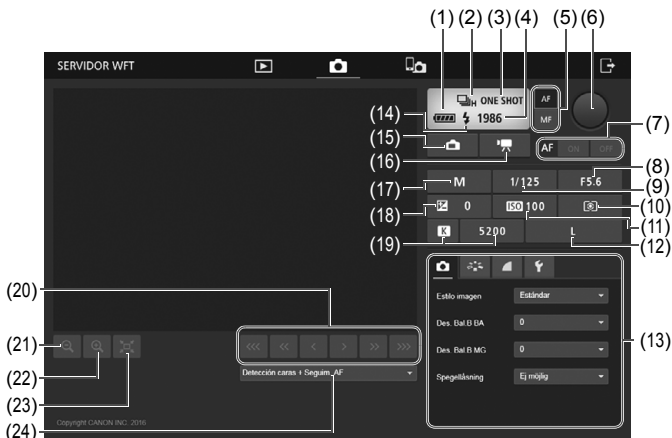 (1) (2) (3) (4) (5) (6)
SERVIDOR WFT
H ONE SHOT
AF
MF
1986
(14)
(15)
(16)
(7)
AF ON OFF
(17)
M 1/125 F5.6
(8)
(9)
(18)
0 ISO 100
(10)
(11)
K 5200 L
(19)
(12)
(20)
Estilo imagen Estándar
Des. Bal.B BA 0
Des. Bal.B MG 0
(13)
Spegellåsning Ej möjlig
(21)
(22)
(23)
Detección caras + Seguim. AF
Copyright CANON INC. 2016
(24)